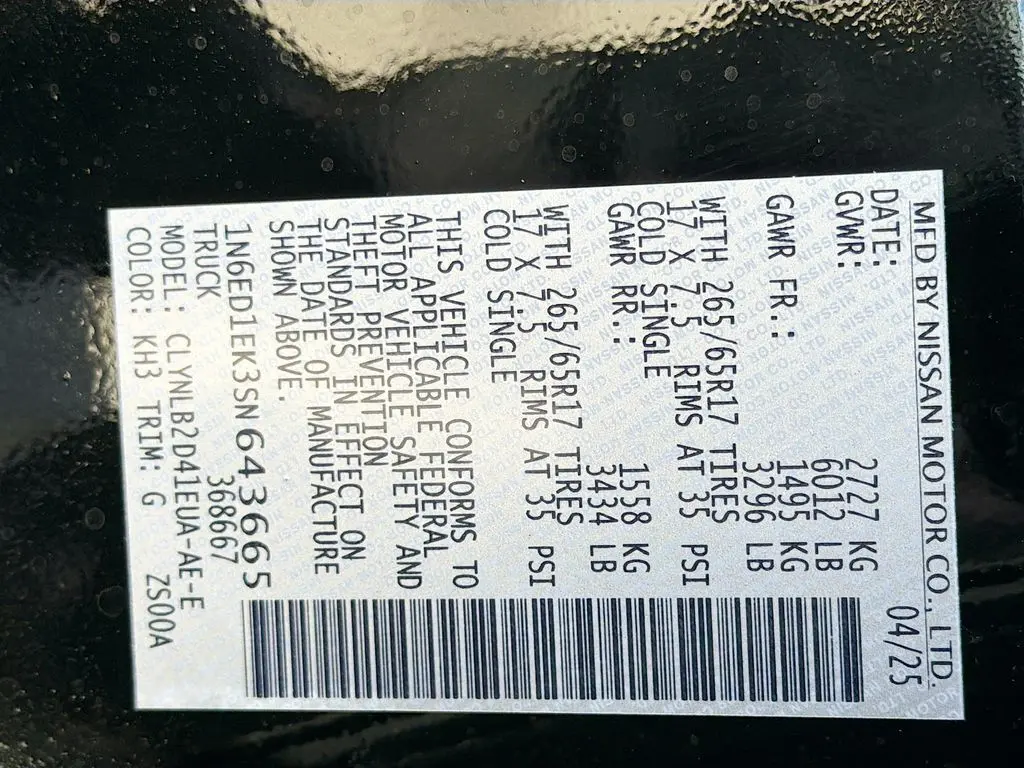 MFD BY NISSAN MOTOR CO., LTD.
DATE: 04/25
GVWR: 2727 KG
6012 LB
GAWR FR.: 1495 KG
3296 LB
WITH 265/65R17 TIRES
17 X 7.5 RIMS AT 35 PSI
COLD SINGLE
GAWR RR: 1558 KG
3434 LB
WITH 265/65R17 TIRES
17 X 7.5 RIMS AT 35 PSI
COLD SINGLE
THIS VEHICLE CONFORMS TO
ALL APPLICABLE FEDERAL
MOTOR VEHICLE SAFETY AND
THEFT PREVENTION
STANDARDS IN EFFECT ON
THE DATE OF MANUFACTURE
SHOWN ABOVE.
1N6ED1EK3SN643665
TRUCK 368667
MODEL: CLYNLB2D41EUA-AE-E
COLOR: KH3 TRIM: G ZS00A